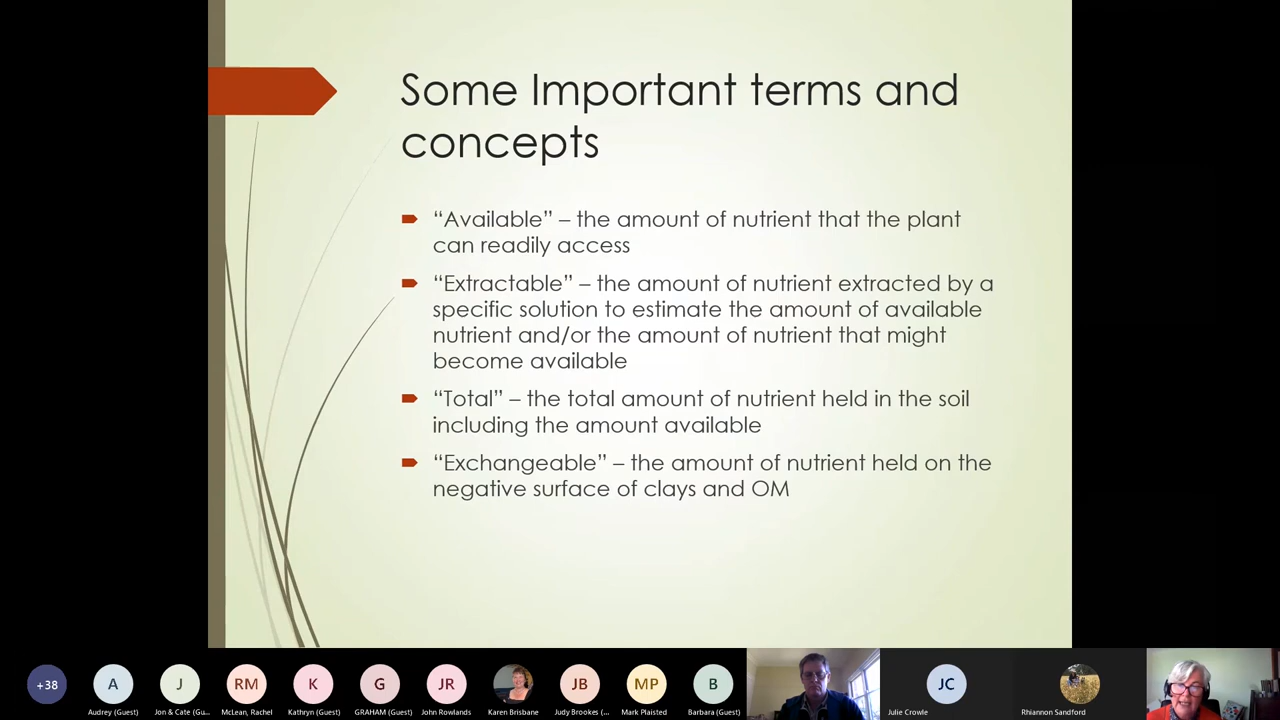 Some Important terms and
concepts
“Available” – the amount of nutrient that the plant
can readily access
“Extractable” – the amount of nutrient extracted by a
specific solution to estimate the amount of available
nutrient and/or the amount of nutrient that might
become available
“Total” – the total amount of nutrient held in the soil
including the amount available
“Exchangeable” – the amount of nutrient held on the
negative surface of clays and OM
+38
A
J
RM
K
G
JR
JB
MP
B
JC
Audrey (Guest)
Jon & Cate (Gu...
McLean, Rachel
Kathryn (Guest)
GRAHAM (Guest)
John Rowlands
Karen Brisbane
Judy Brookes (...
Mark Plaisted
Barbara (Guest)
Julie Crowle
Rhiannon Sandford